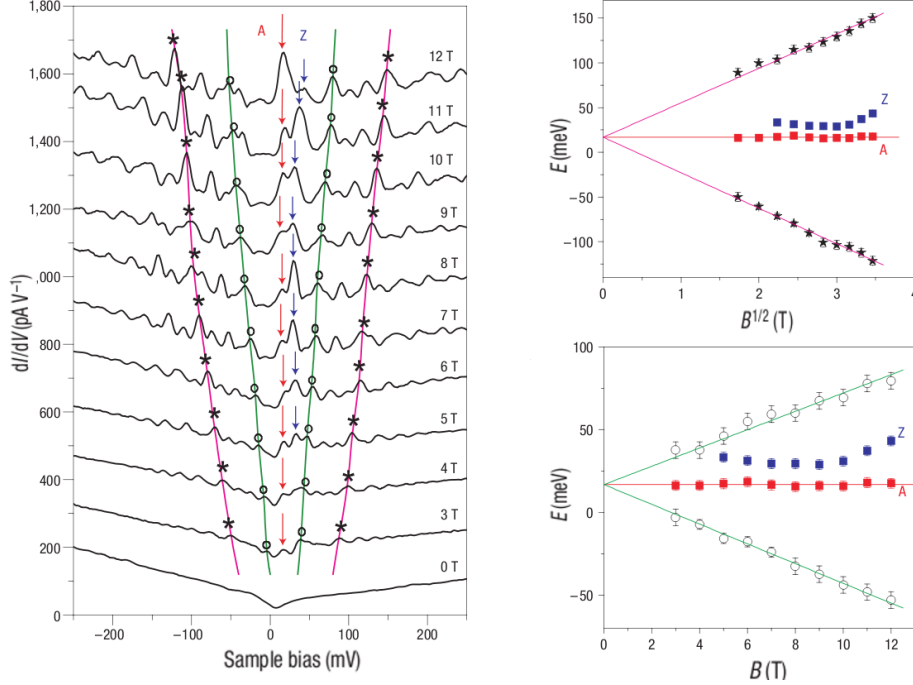 1,800
1,600
1,400
1,200
,000
800
600
400
200
0
dI/dV (pA V⁻¹)
A
Z
12 T
11 T
10 T
9 T
8 T
7 T
6 T
5 T
4 T
3 T
0 T
−200
−100
0
100
200
Sample bias (mV)
150
100
50
0
−50
−100
E (meV)
Z
A
0
1
2
3
4
B^1/2 (T)
100
50
0
−50
E (meV)
Z
A
0
2
4
6
8
10
12
B (T)